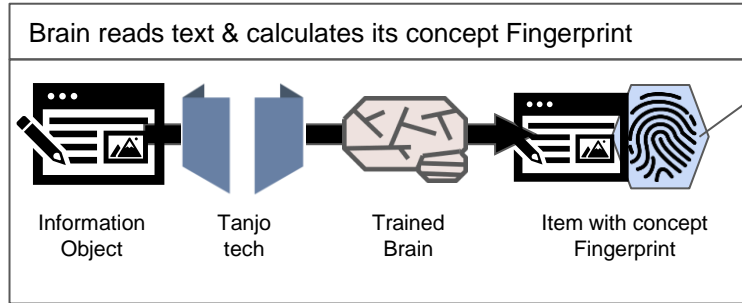 Brain reads text & calculates its concept Fingerprint
Information
Object
Tanjo
tech
Trained
Brain
Item with concept
Fingerprint